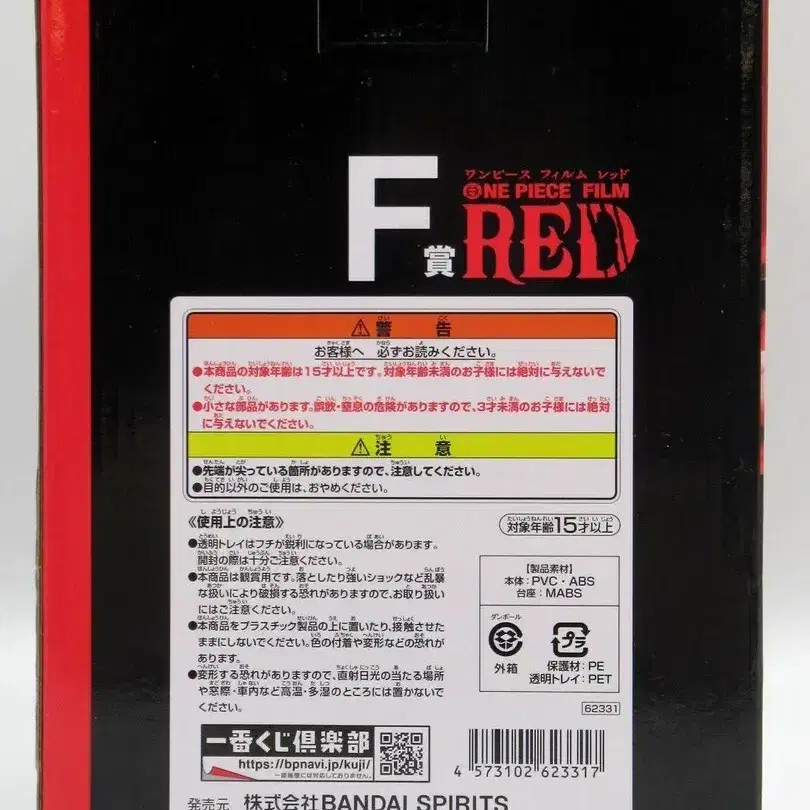 F賞
ワンピース フィルム レッド
ONE PIECE FILM
RED
警告
お客様へ 必ずお読みください。
●本商品の対象年齢は15才以上です。対象年齢未満のお子様には絶対に与えないで
ください。
●小さな部品があります。誤飲・窒息の危険がありますので、3才未満のお子様には絶対
に与えないでください。
注意
●先端が尖っている箇所がありますので、注意してください。
●目的以外のご使用は、おやめください。
《使用上の注意》
対象年齢15才以上
●透明トレイはフチが鋭利になっている場合があります。
開封の際は十分ご注意ください。
●本商品は観賞用です。落としたり強いショックなど乱暴
な扱いにより破損する恐れがありますので、お取り扱い
にはご注意ください。
●本商品をプラスチック製品の上に置いたり、接触させた
ままにしないでください。色の付着や変形などの恐れが
あります。
●変形する恐れがありますので、直射日光の当たる場所
や窓際・車内など高温・多湿のところには置かないで
ください。
【製品素材】
本体：PVC・ABS
台座：MABS
ダンボール
外箱
プラ
保護材：PE
透明トレイ：PET
62331
一番くじ倶楽部
https://bpnavi.jp/kuji/
一部機種には対応しておりません。
4 573102 623317
発売元 株式会社BANDAI SPIRITS